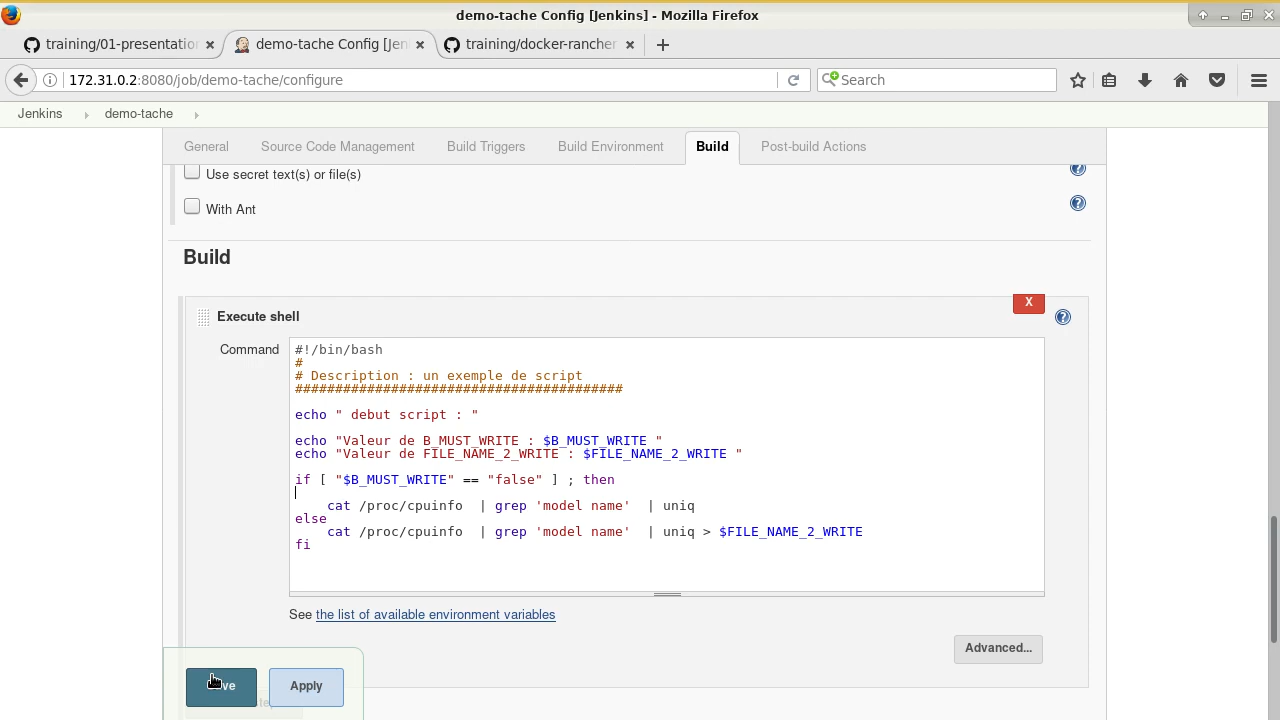 demo-tache Config [Jenkins] - Mozilla Firefox
training/01-presentation
demo-tache Config [Jen
training/docker-rancher
172.31.0.2:8080/job/demo-tache/configure
Search
Jenkins
demo-tache
General
Source Code Management
Build Triggers
Build Environment
Build
Post-build Actions
Use secret text(s) or file(s)
With Ant
Build
X
Execute shell
Command
#!/bin/bash
#
# Description : un exemple de script
#########################################
echo " debut script : "
echo "Valeur de B_MUST_WRITE : $B_MUST_WRITE "
echo "Valeur de FILE_NAME_2_WRITE : $FILE_NAME_2_WRITE "
if [ "$B_MUST_WRITE" == "false" ] ; then
cat /proc/cpuinfo | grep 'model name' | uniq
else
cat /proc/cpuinfo | grep 'model name' | uniq > $FILE_NAME_2_WRITE
fi
See the list of available environment variables
Advanced...
Apply